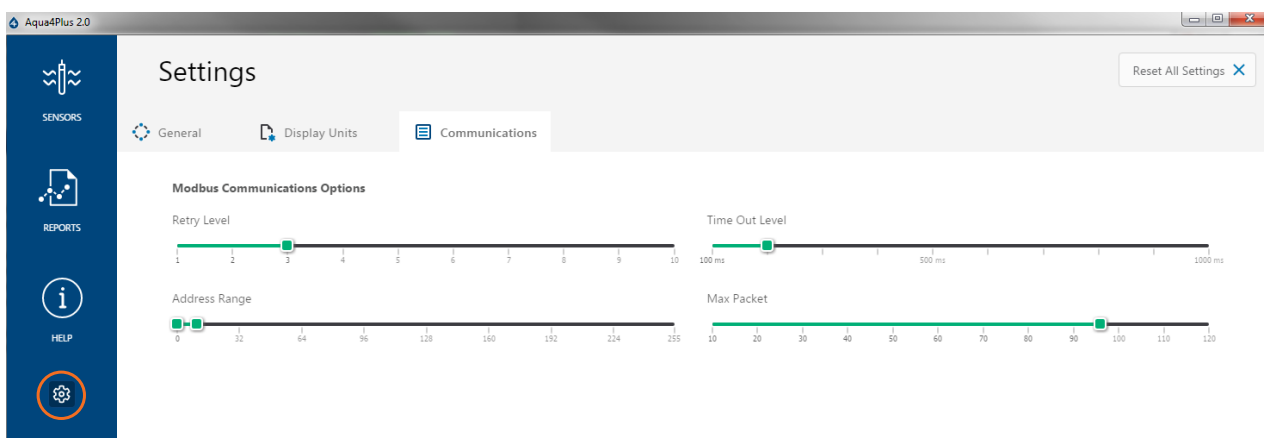 Aqua4Plus 2.0
SENSORS
REPORTS
HELP
Settings
Reset All Settings
General
Display Units
Communications
Modbus Communications Options
Retry Level
1 2 3 4 5 6 7 8 9 10
Time Out Level
100 ms 500 ms 1000 ms
Address Range
0 32 64 96 128 160 192 224 255
Max Packet
10 20 30 40 50 60 70 80 90 100 110 120